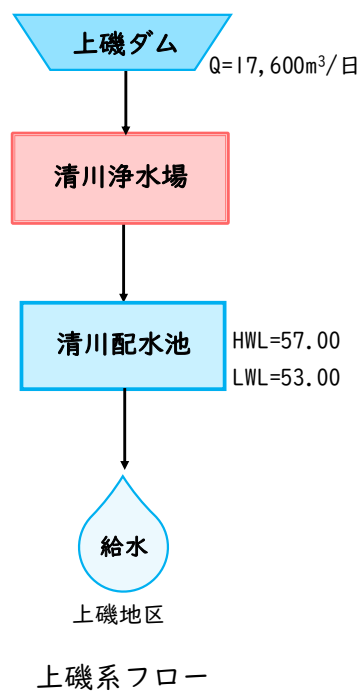 上磯ダム
Q=17,600m³/日
清川浄水場
清川配水池
HWL=57.00
LWL=53.00
給水
上磯地区
上磯系フロー